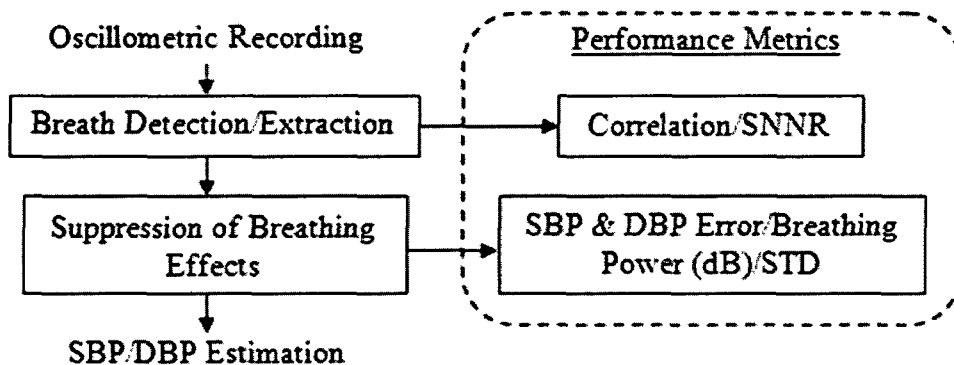 Oscillometric Recording
Performance Metrics
Breath Detection/Extraction
Correlation/SNNR
Suppression of Breathing
Effects
SBP & DBP Error/Breathing
Power (dB)/STD
SBP/DBP Estimation